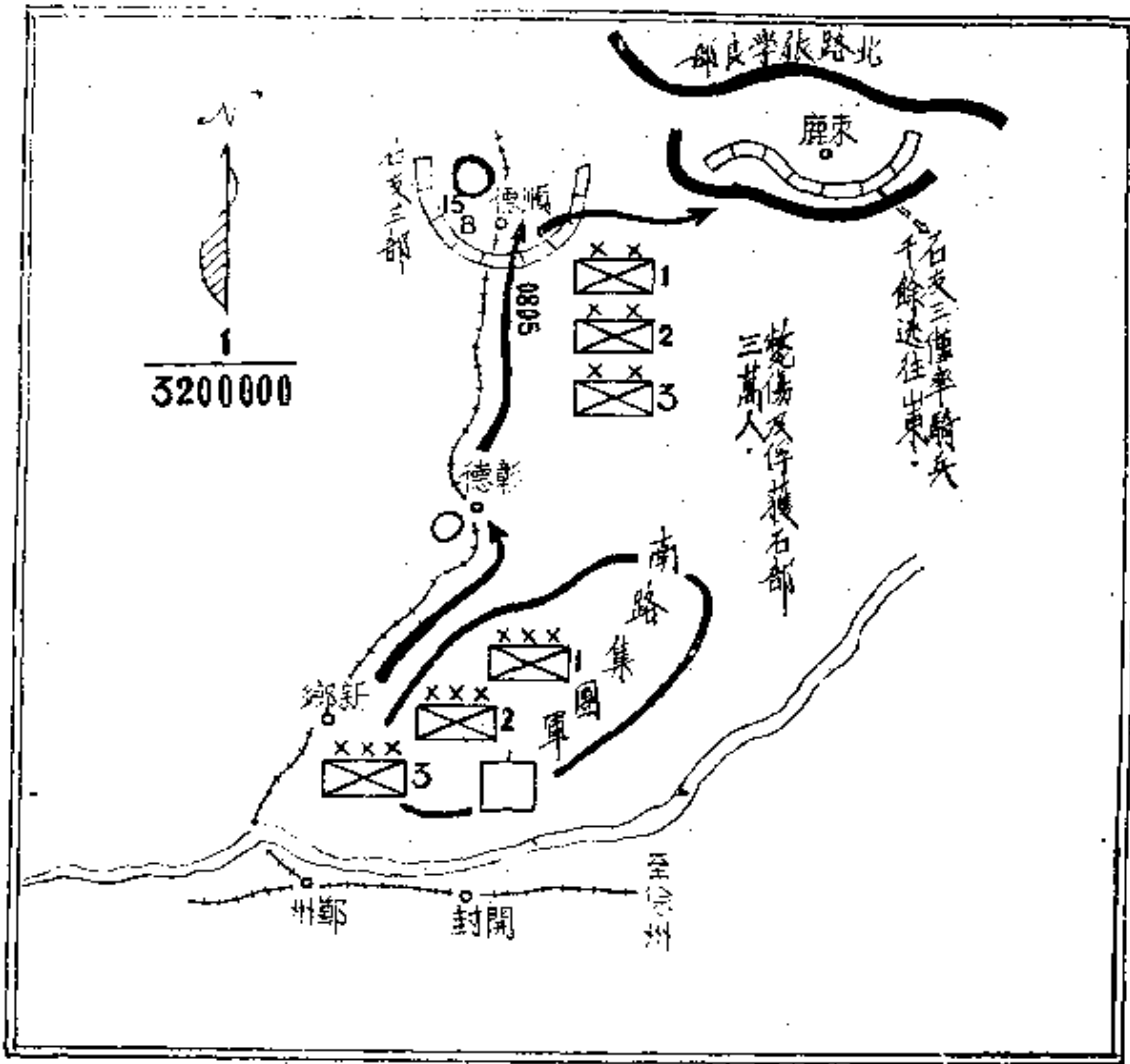 北路張學良部
束鹿
N
1
3200000
石友三部
15
8
順德
0805
1
2
3
石友三僅率騎兵
千餘逃往山東.
斃傷及俘獲石部
三萬人.
彰德
南路集團軍
新鄉
1
2
3
鄭州
開封
至徐州